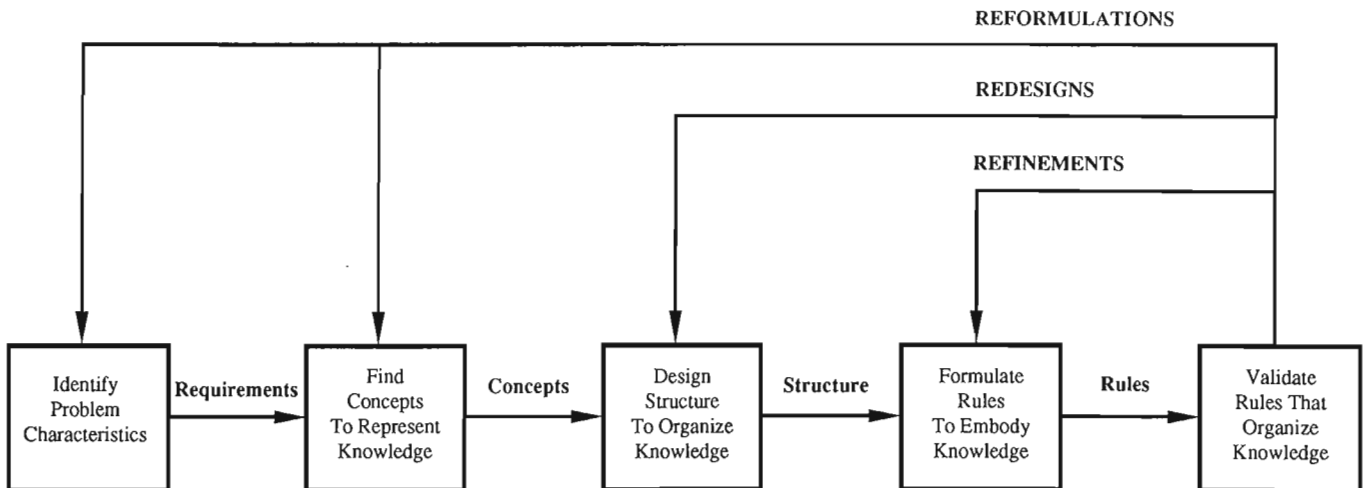 REFORMULATIONS
REDESIGNS
REFINEMENTS
Identify
Problem
Characteristics
Requirements
Find
Concepts
To Represent
Knowledge
Concepts
Design
Structure
To Organize
Knowledge
Structure
Formulate
Rules
To Embody
Knowledge
Rules
Validate
Rules That
Organize
Knowledge